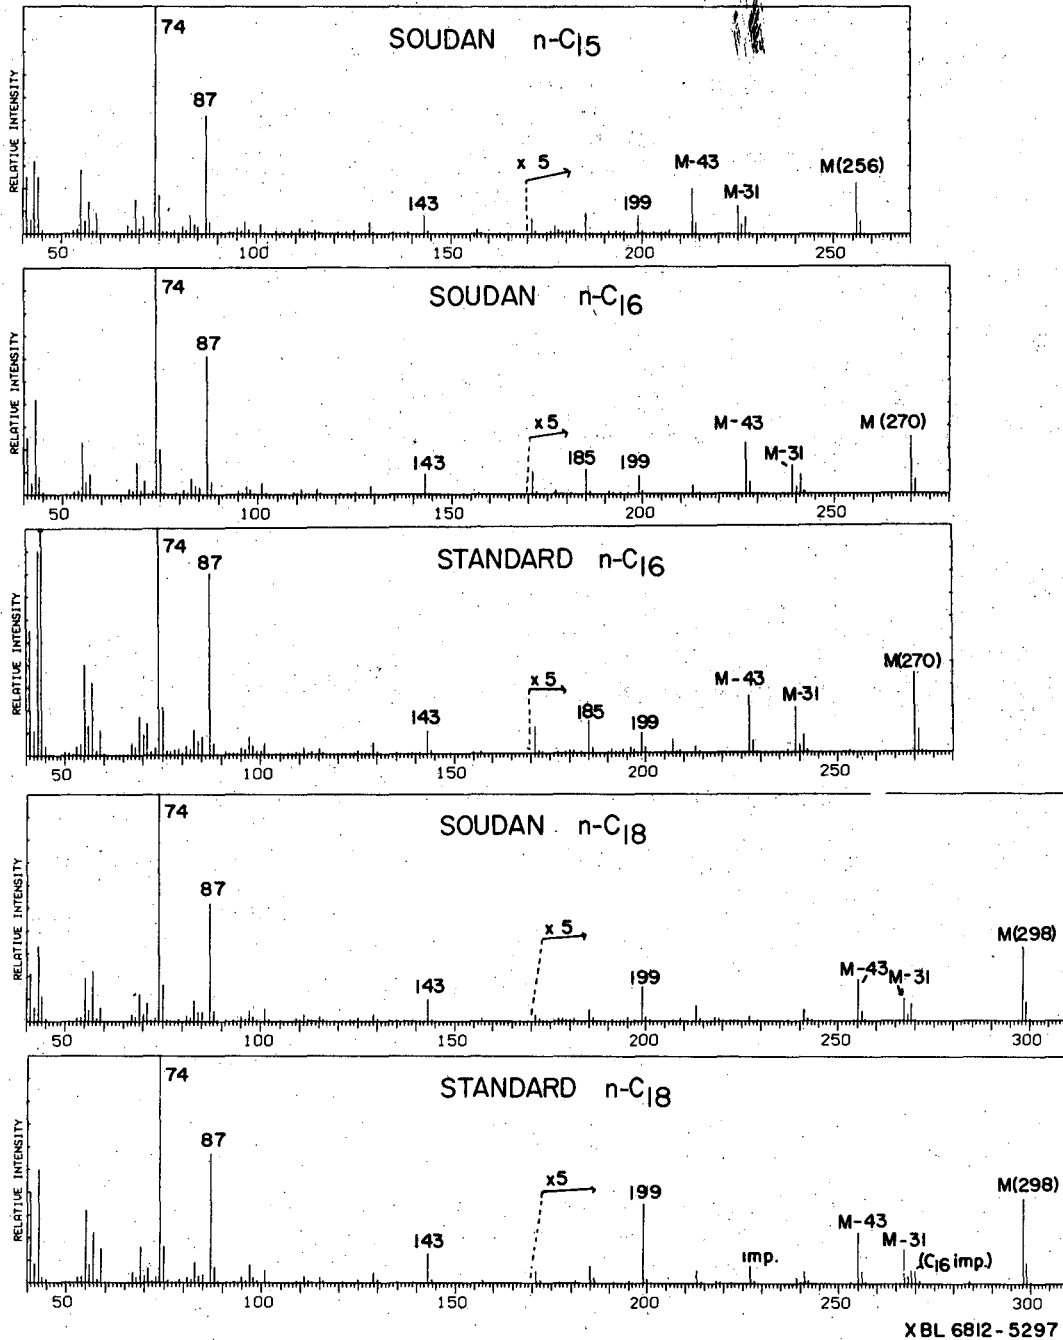 74
SOUDAN n-C15
87
x 5
M-43
M(256)
143
199
M-31
RELATIVE INTENSITY
50 100 150 200 250
74
SOUDAN n-C16
87
x5
M-43
M (270)
143
185
199
M-31
RELATIVE INTENSITY
50 100 150 200 250
74
STANDARD n-C16
87
M(270)
x 5
M-43
M-31
143
185
199
RELATIVE INTENSITY
50 100 150 200 250
74
SOUDAN n-C18
87
x 5
M(298)
M-43
M-31
143
199
RELATIVE INTENSITY
50 100 150 200 250 300
74
STANDARD n-C18
87
x5
199
M(298)
M-43
M-31
143
imp.
(C16 imp.)
RELATIVE INTENSITY
50 100 150 200 250 300
XBL 6812-5297